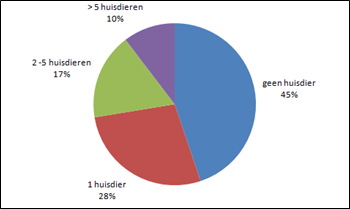 > 5 huisdieren
10%
2 -5 huisdieren
17%
geen huisdier
45%
1 huisdier
28%